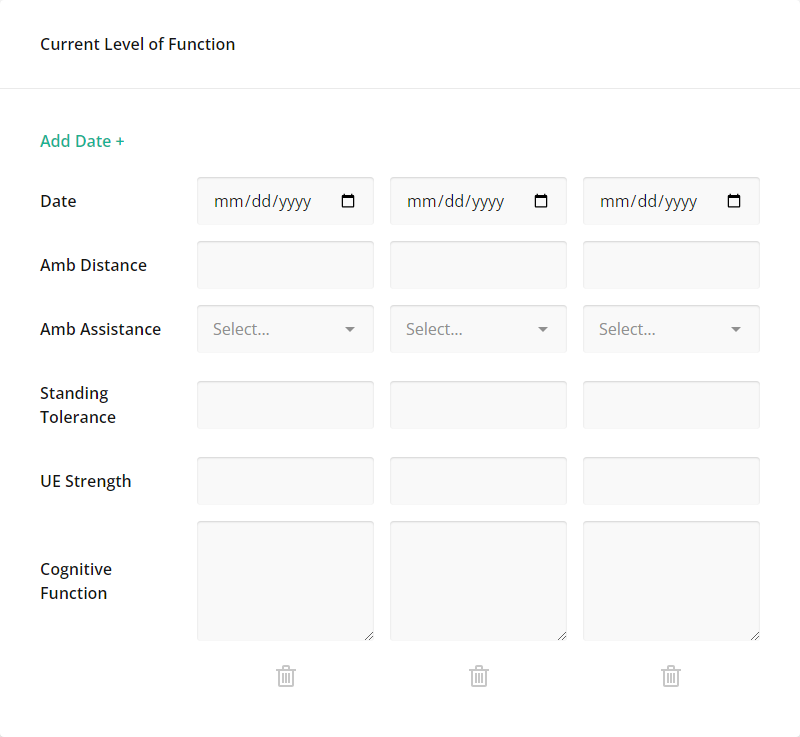 Current Level of Function
Add Date +
Date mm/dd/yyyy mm/dd/yyyy mm/dd/yyyy
Amb Distance
Amb Assistance Select... Select... Select...
Standing
Tolerance
UE Strength
Cognitive
Function